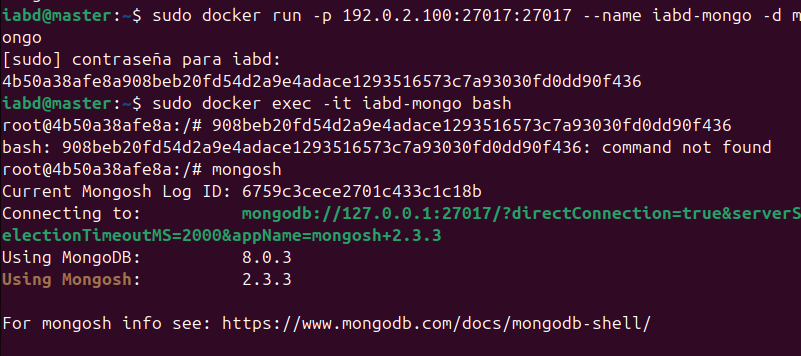 iabd@master:~$ sudo docker run -p 192.0.2.100:27017:27017 --name iabd-mongo -d m
ongo
[sudo] contraseña para iabd:
4b50a38afe8a908beb20fd54d2a9e4adace1293516573c7a93030fd0dd90f436
iabd@master:~$ sudo docker exec -it iabd-mongo bash
root@4b50a38afe8a:/# 908beb20fd54d2a9e4adace1293516573c7a93030fd0dd90f436
bash: 908beb20fd54d2a9e4adace1293516573c7a93030fd0dd90f436: command not found
root@4b50a38afe8a:/# mongosh
Current Mongosh Log ID: 6759c3cece2701c433c1c18b
Connecting to:          mongodb://127.0.0.1:27017/?directConnection=true&serverS
electionTimeoutMS=2000&appName=mongosh+2.3.3
Using MongoDB:          8.0.3
Using Mongosh:          2.3.3
For mongosh info see: https://www.mongodb.com/docs/mongodb-shell/